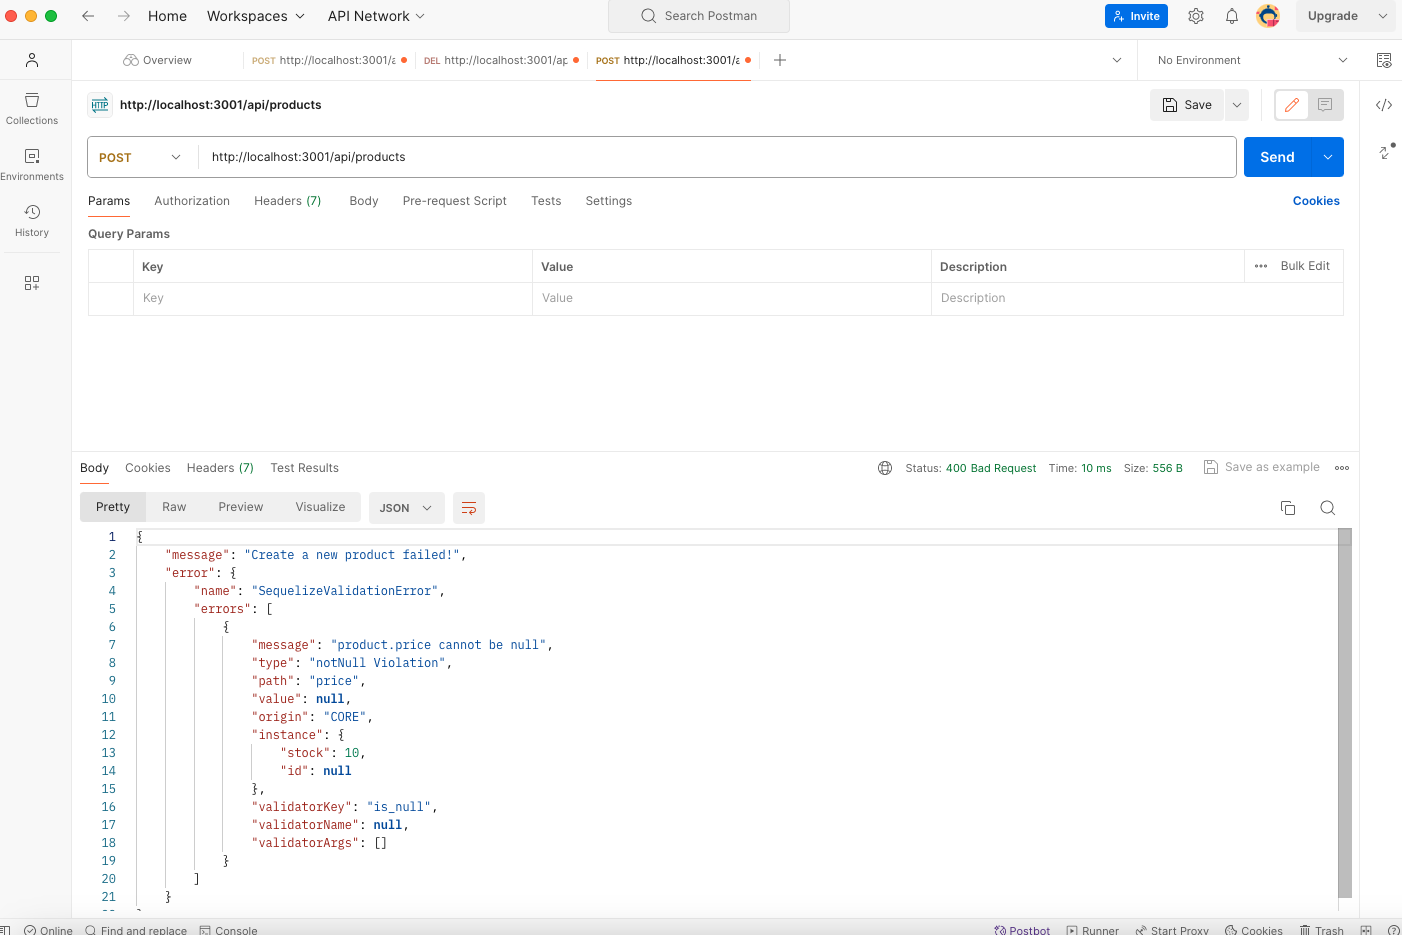 Home Workspaces API Network Search Postman Invite Upgrade
Overview POST http://localhost:3001/a DEL http://localhost:3001/ap POST http://localhost:3001/a No Environment
HTTP http://localhost:3001/api/products Save
Collections
Environments
History
POST http://localhost:3001/api/products Send
Params Authorization Headers (7) Body Pre-request Script Tests Settings Cookies
Query Params
Key Value Description Bulk Edit
Key Value Description
Body Cookies Headers (7) Test Results Status: 400 Bad Request Time: 10 ms Size: 556 B Save as example
Pretty Raw Preview Visualize JSON
1 {
2 "message": "Create a new product failed!",
3 "error": {
4 "name": "SequelizeValidationError",
5 "errors": [
6 {
7 "message": "product.price cannot be null",
8 "type": "notNull Violation",
9 "path": "price",
10 "value": null,
11 "origin": "CORE",
12 "instance": {
13 "stock": 10,
14 "id": null
15 },
16 "validatorKey": "is_null",
17 "validatorName": null,
18 "validatorArgs": []
19 }
20 ]
21 }
Online Find and replace Console Postbot Runner Start Proxy Cookies Trash